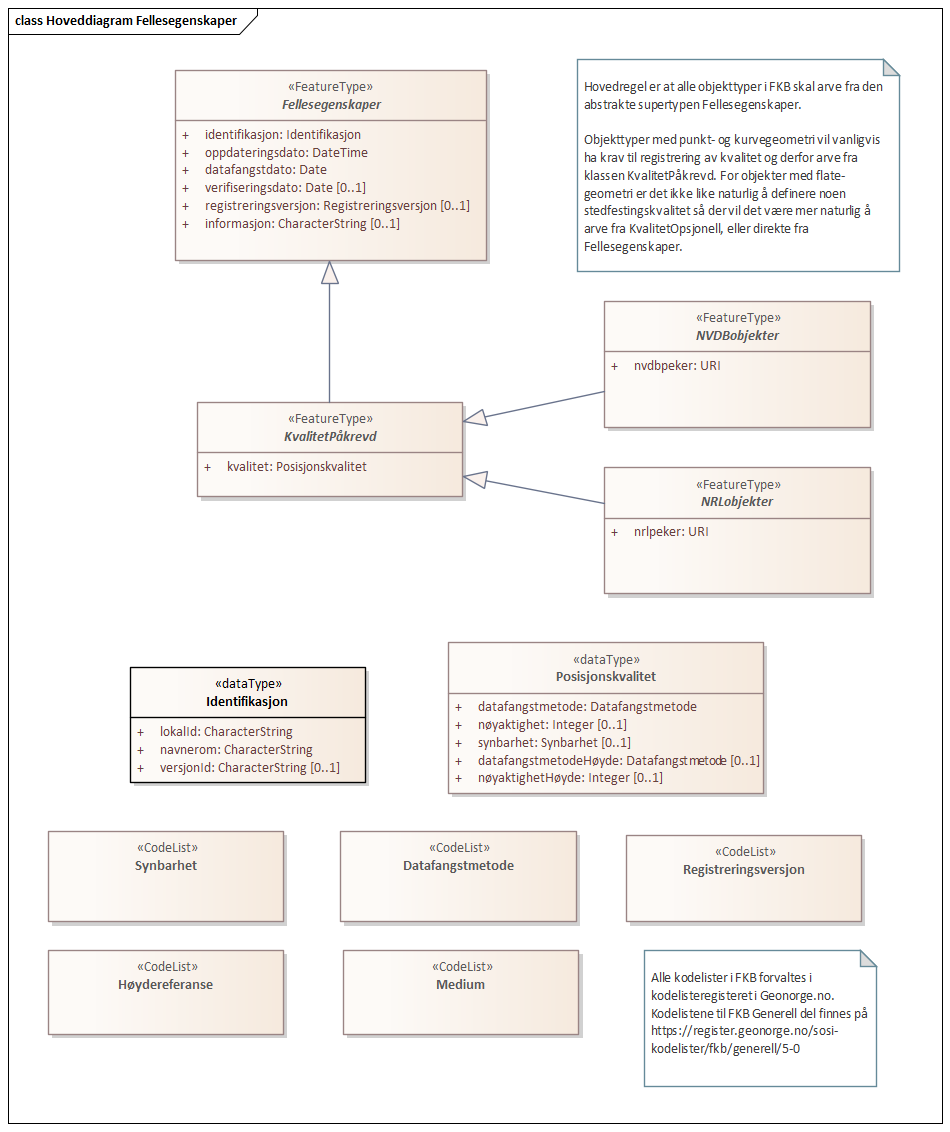 class Hoveddiagram Fellesegenskaper
«FeatureType»
Fellesegenskaper
+ identifikasjon: Identifikasjon
+ oppdateringsdato: DateTime
+ datafangstdato: Date
+ verifiseringsdato: Date [0..1]
+ registreringsversjon: Registreringsversjon [0..1]
+ informasjon: CharacterString [0..1]
Hovedregel er at alle objekttyper i FKB skal arve fra den
abstrakte supertypen Fellesegenskaper.
Objekttyper med punkt- og kurvegeometri vil vanligvis
ha krav til registrering av kvalitet og derfor arve fra
klassen KvalitetPåkrevd. For objekter med flate-
geometri er det ikke like naturlig å definere noen
stedfestingskvalitet så der vil det være mer naturlig å
arve fra KvalitetOpsjonell, eller direkte fra
Fellesegenskaper.
«FeatureType»
NVDBobjekter
+ nvdbpeker: URI
«FeatureType»
KvalitetPåkrevd
+ kvalitet: Posisjonskvalitet
«FeatureType»
NRLobjekter
+ nrlpeker: URI
«dataType»
Identifikasjon
+ lokalId: CharacterString
+ navnerom: CharacterString
+ versjonId: CharacterString [0..1]
«dataType»
Posisjonskvalitet
+ datafangstmetode: Datafangstmetode
+ nøyaktighet: Integer [0..1]
+ synbarhet: Synbarhet [0..1]
+ datafangstmetodeHøyde: Datafangstmetode [0..1]
+ nøyaktighetHøyde: Integer [0..1]
«CodeList»
Synbarhet
«CodeList»
Datafangstmetode
«CodeList»
Registreringsversjon
«CodeList»
Høydereferanse
«CodeList»
Medium
Alle kodelister i FKB forvaltes i
kodelisteregisteret i Geonorge.no.
Kodelistene til FKB Generell del finnes på
https://register.geonorge.no/sosi-
kodelister/fkb/generell/5-0